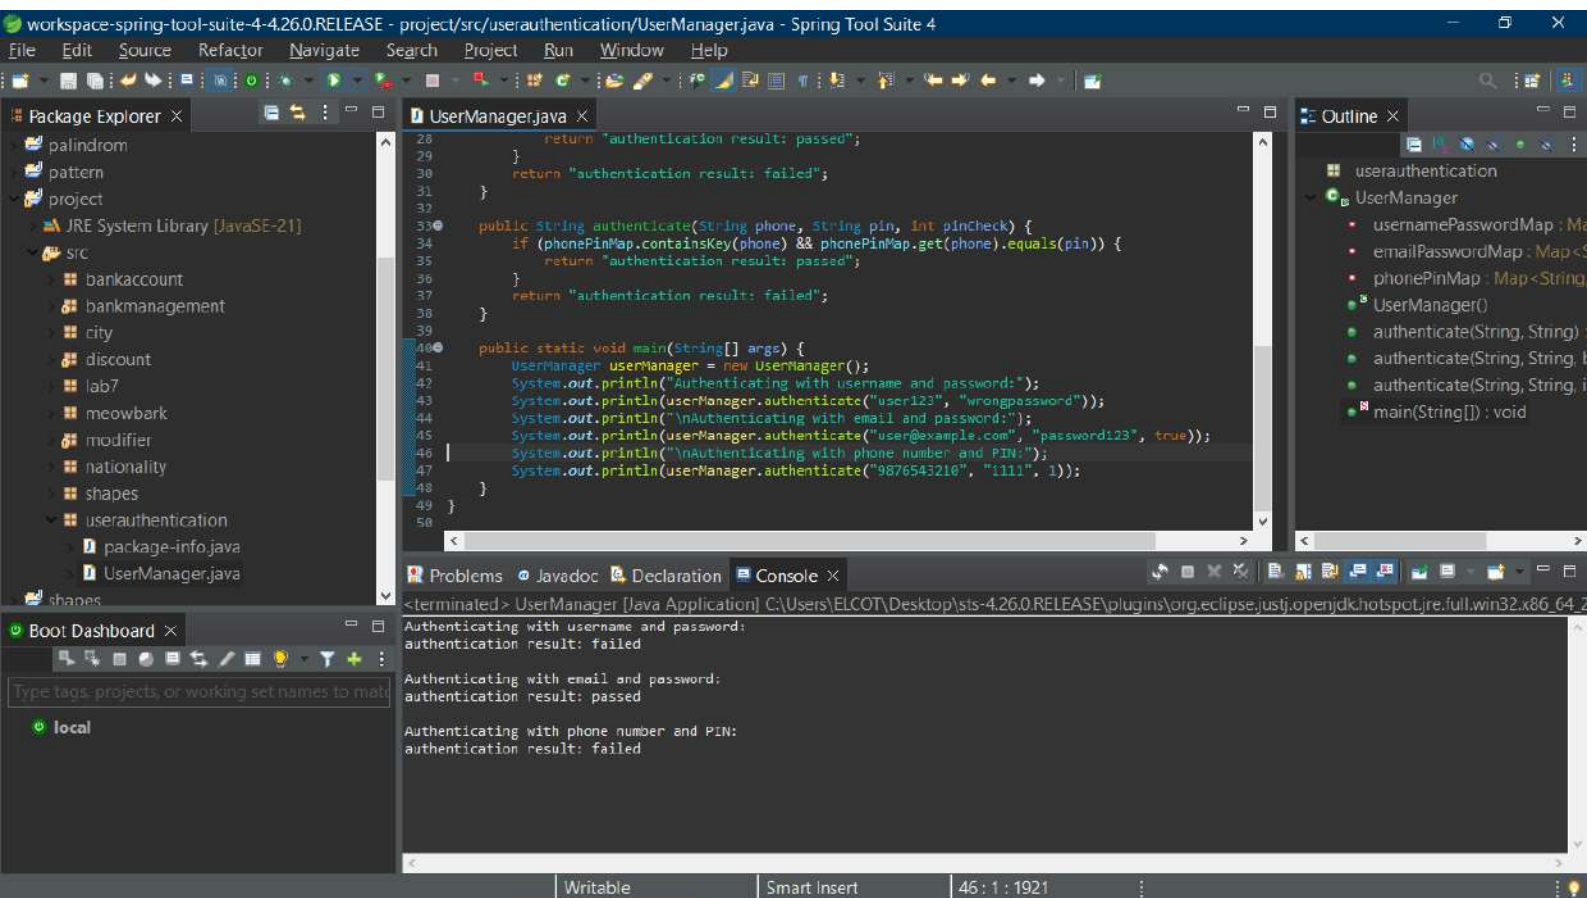 workspace-spring-tool-suite-4-4.26.0.RELEASE - project/src/userauthentication/UserManager.java - Spring Tool Suite 4
File Edit Source Refactor Navigate Search Project Run Window Help
Package Explorer
palindrom
pattern
project
JRE System Library [JavaSE-21]
src
bankaccount
bankmanagement
city
discount
lab7
meowbark
modifier
nationality
shapes
userauthentication
package-info.java
UserManager.java
shapes
Boot Dashboard
Type tags, projects, or working set names to matc
local
UserManager.java
28 return "authentication result: passed";
29 }
30 return "authentication result: failed";
31 }
32
33 public String authenticate(String phone, String pin, int pinCheck) {
34 if (phonePinMap.containsKey(phone) && phonePinMap.get(phone).equals(pin)) {
35 return "authentication result: passed";
36 }
37 return "authentication result: failed";
38 }
39
40 public static void main(String[] args) {
41 UserManager userManager = new UserManager();
42 System.out.println("Authenticating with username and password:");
43 System.out.println(userManager.authenticate("user123", "wrongpassword"));
44 System.out.println("\nAuthenticating with email and password:");
45 System.out.println(userManager.authenticate("user@example.com", "password123", true));
46 System.out.println("\nAuthenticating with phone number and PIN:");
47 System.out.println(userManager.authenticate("9876543210", "1111", 1));
48 }
49 }
50
Outline
userauthentication
UserManager
usernamePasswordMap : Ma
emailPasswordMap : Map<S
phonePinMap : Map<String,
UserManager()
authenticate(String, String) :
authenticate(String, String, b
authenticate(String, String, i
main(String[]) : void
Problems Javadoc Declaration Console
<terminated> UserManager [Java Application] C:\Users\ELCOT\Desktop\sts-4.26.0.RELEASE\plugins\org.eclipse.justj.openjdk.hotspot.jre.full.win32.x86_64_2
Authenticating with username and password:
authentication result: failed
Authenticating with email and password:
authentication result: passed
Authenticating with phone number and PIN:
authentication result: failed
Writable Smart Insert 46 : 1 : 1921